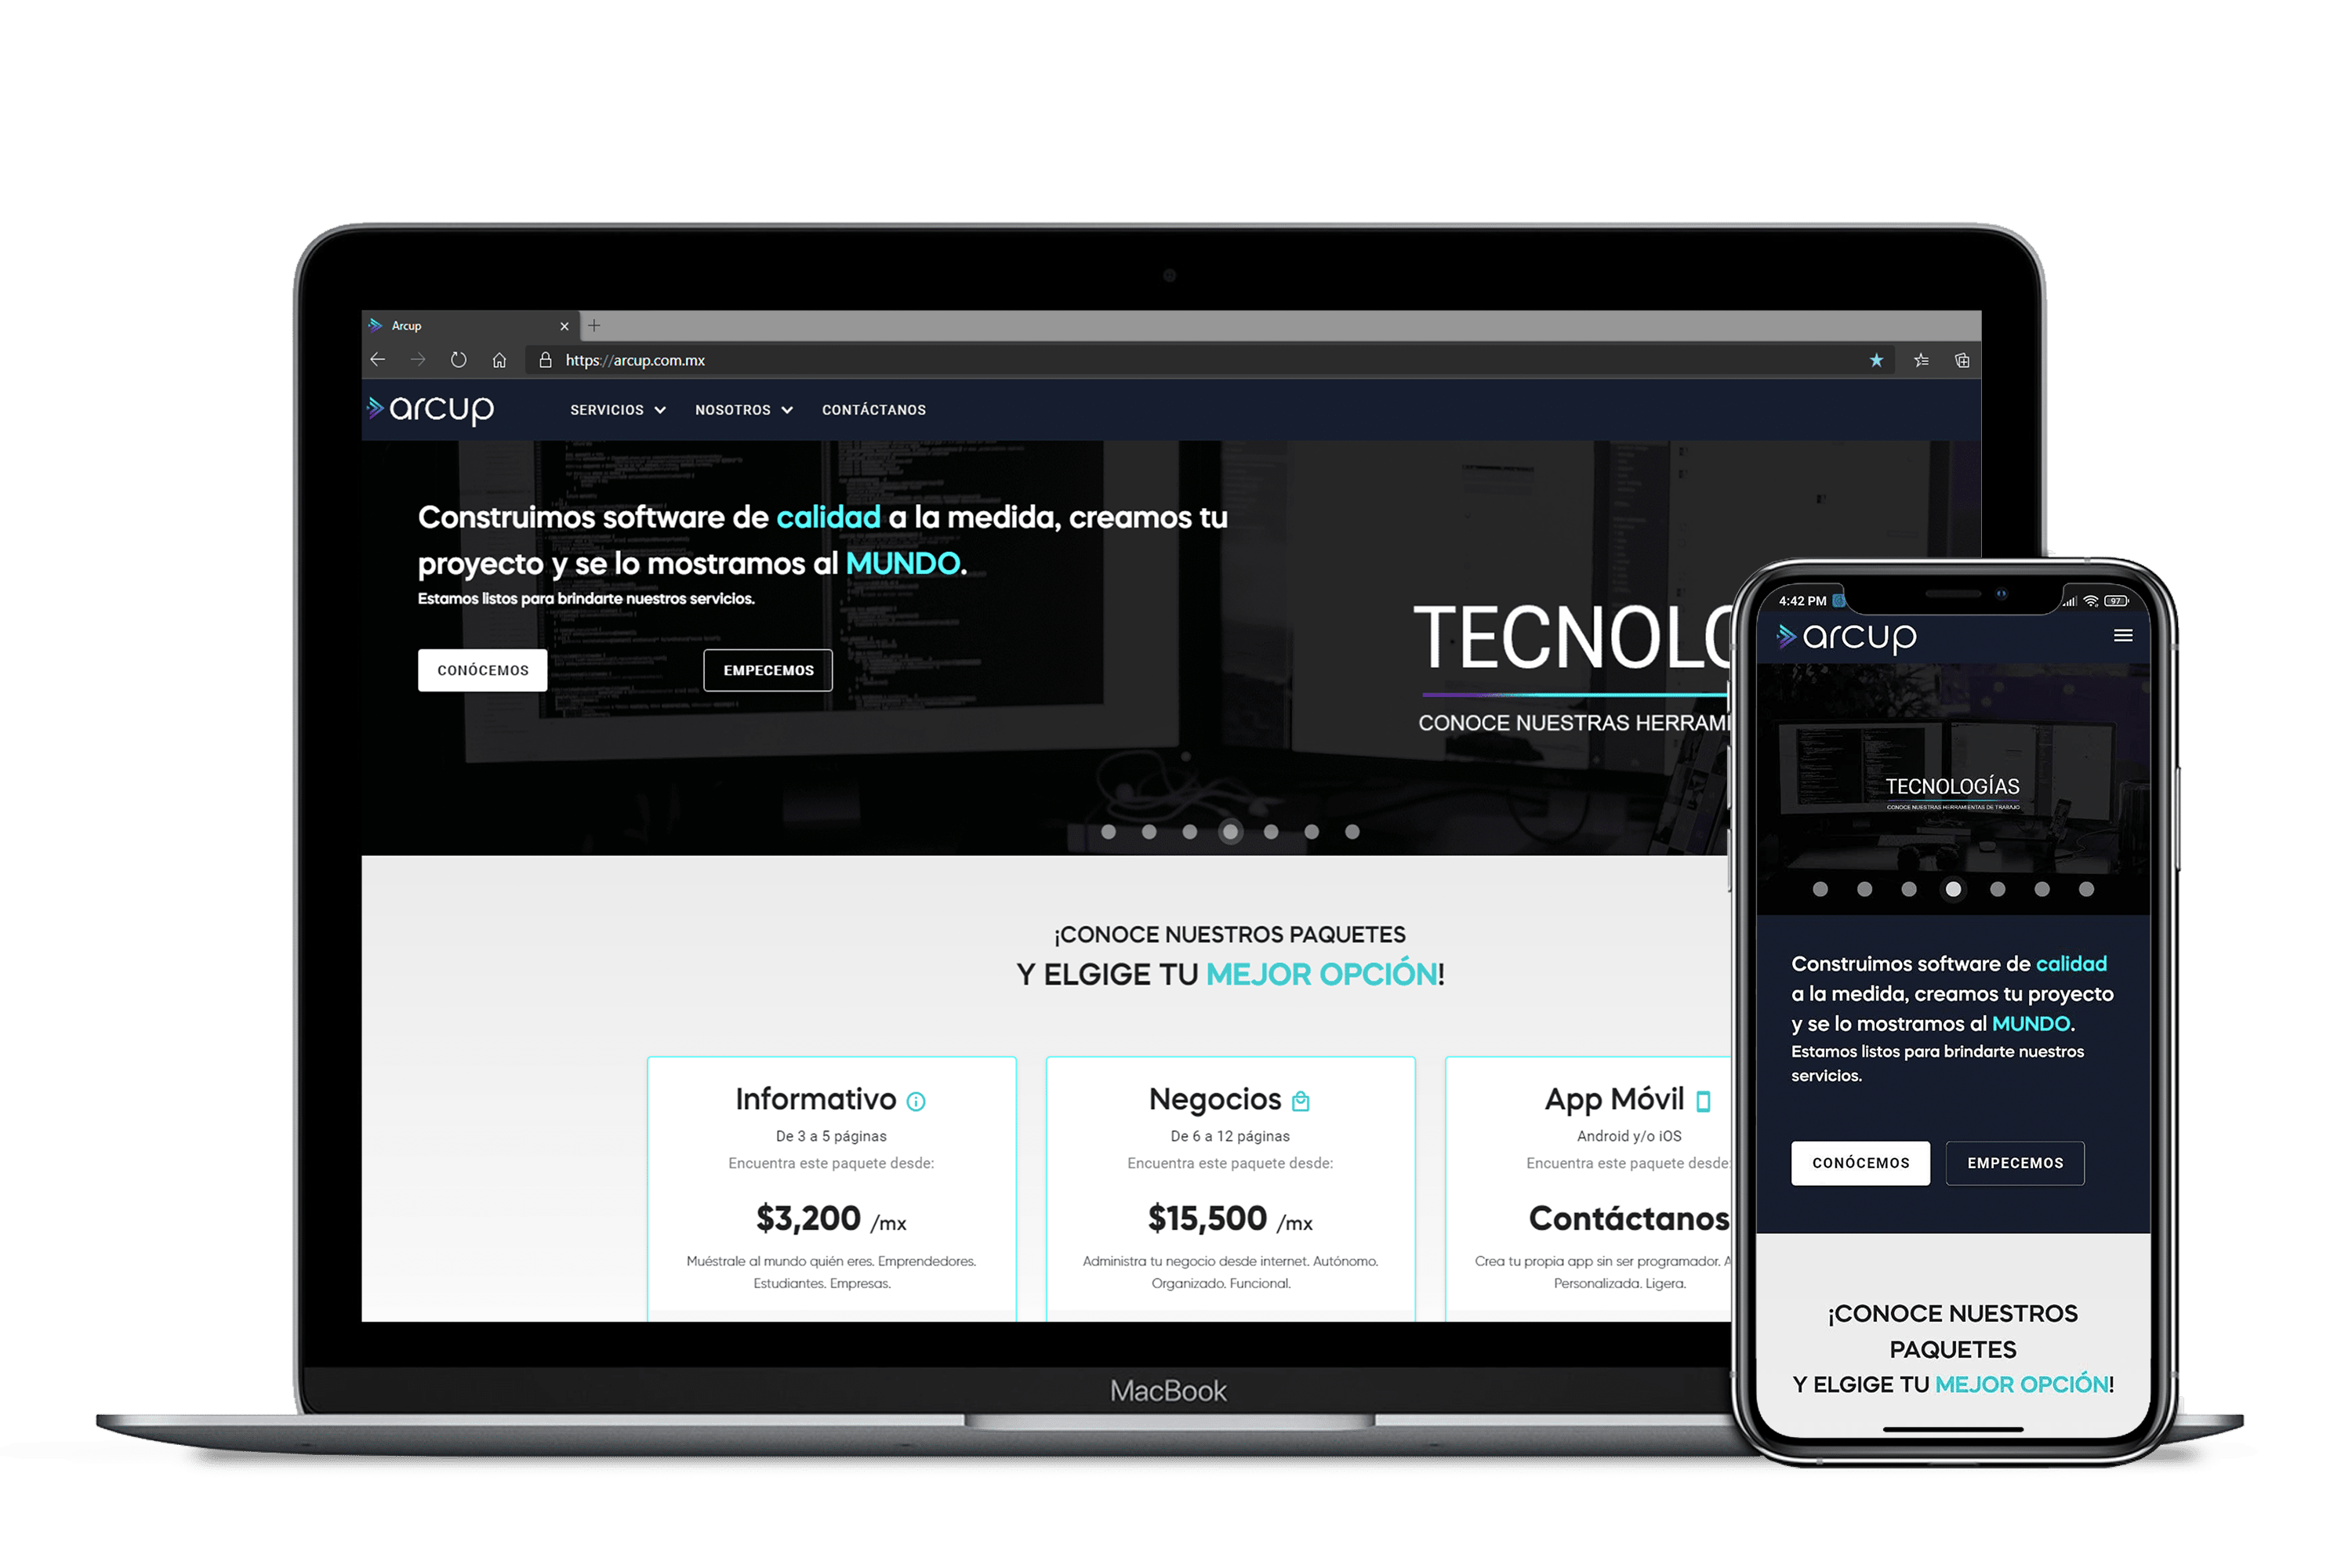 Arcup
https://arcup.com.mx
arcup
SERVICIOS NOSOTROS CONTÁCTANOS
Construimos software de calidad a la medida, creamos tu
proyecto y se lo mostramos al MUNDO.
Estamos listos para brindarte nuestros servicios.
CONÓCEMOS EMPECEMOS
TECNOLO
CONOCE NUESTRAS HERRAMI
¡CONOCE NUESTROS PAQUETES
Y ELGIGE TU MEJOR OPCIÓN!
Informativo
De 3 a 5 páginas
Encuentra este paquete desde:
$3,200 /mx
Muéstrale al mundo quién eres. Emprendedores.
Estudiantes. Empresas.
Negocios
De 6 a 12 páginas
Encuentra este paquete desde:
$15,500 /mx
Administra tu negocio desde internet. Autónomo.
Organizado. Funcional.
App Móvil
Android y/o iOS
Encuentra este paquete desde:
Contáctanos
Crea tu propia app sin ser programador. A
Personalizada. Ligera.
MacBook
4:42 PM 97
arcup
TECNOLOGÍAS
CONOCE NUESTRAS HERRAMIENTAS DE TRABAJO
Construimos software de calidad
a la medida, creamos tu proyecto
y se lo mostramos al MUNDO.
Estamos listos para brindarte nuestros
servicios.
CONÓCEMOS EMPECEMOS
¡CONOCE NUESTROS
PAQUETES
Y ELGIGE TU MEJOR OPCIÓN!